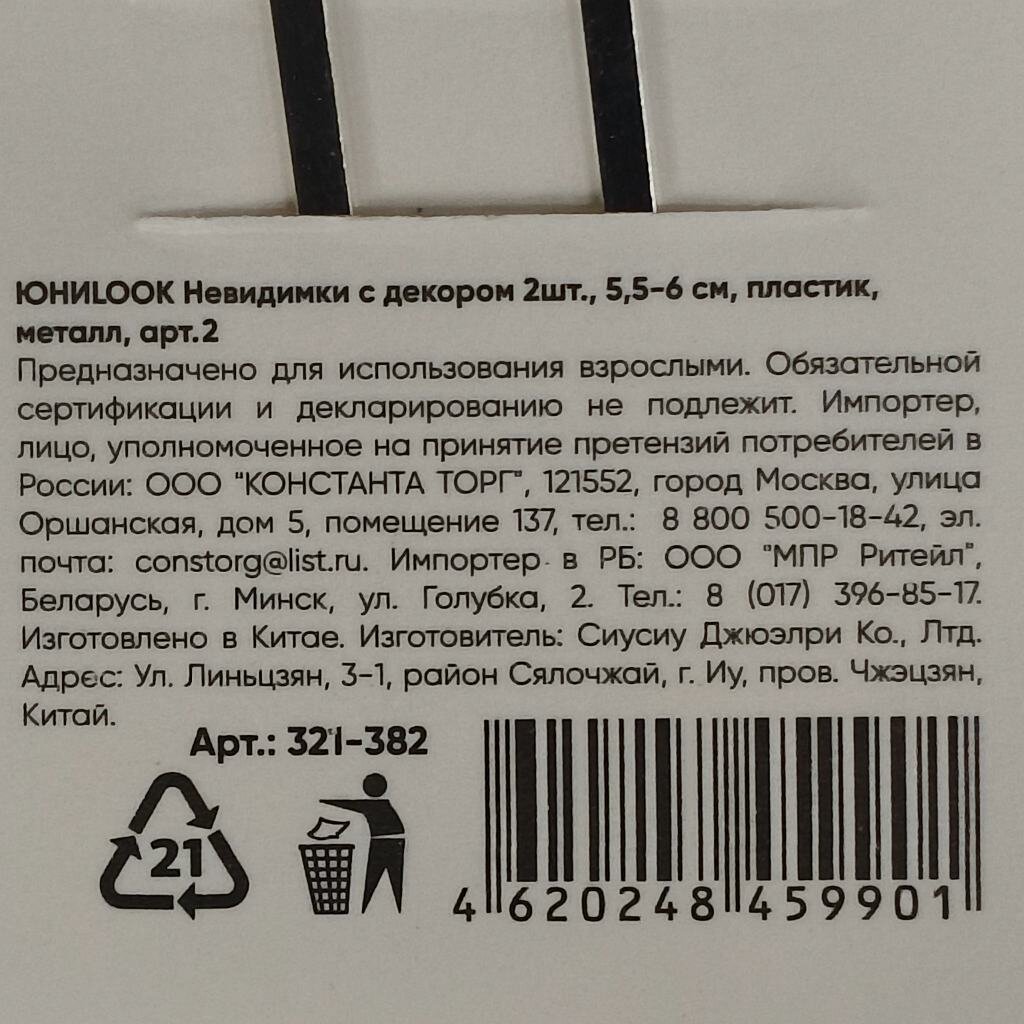 ЮНИLOOK Невидимки с декором 2шт., 5,5-6 см, пластик,
металл, арт.2
Предназначено для использования взрослыми. Обязательной
сертификации и декларированию не подлежит. Импортер,
лицо, уполномоченное на принятие претензий потребителей в
России: ООО "КОНСТАНТА ТОРГ", 121552, город Москва, улица
Оршанская, дом 5, помещение 137, тел.: 8 800 500-18-42, эл.
почта: constorg@list.ru. Импортер в РБ: ООО "МПР Ритейл",
Беларусь, г. Минск, ул. Голубка, 2. Тел.: 8 (017) 396-85-17.
Изготовлено в Китае. Изготовитель: Сиусиу Джюэлри Ко., Лтд.
Адрес: Ул. Линьцзян, 3-1, район Сялочжай, г. Иу, пров. Чжэцзян,
Китай.
Арт.: 321-382
21
4 620248 459901